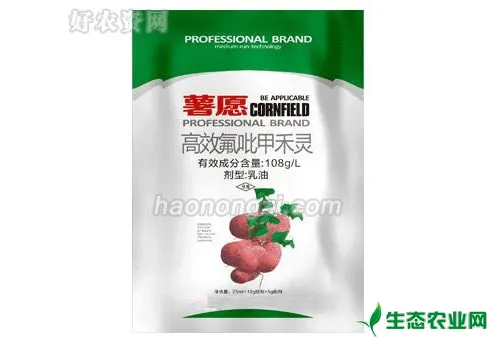 好农资网
PROFESSIONAL BRAND
medium-run technology
薯愿
BE APPLICABLE
CORNFIELD
PROFESSIONAL BRAND
高效氟吡甲禾灵
有效成分含量:108g/L
剂型:乳油
www.haonongzi.com
生态农业网